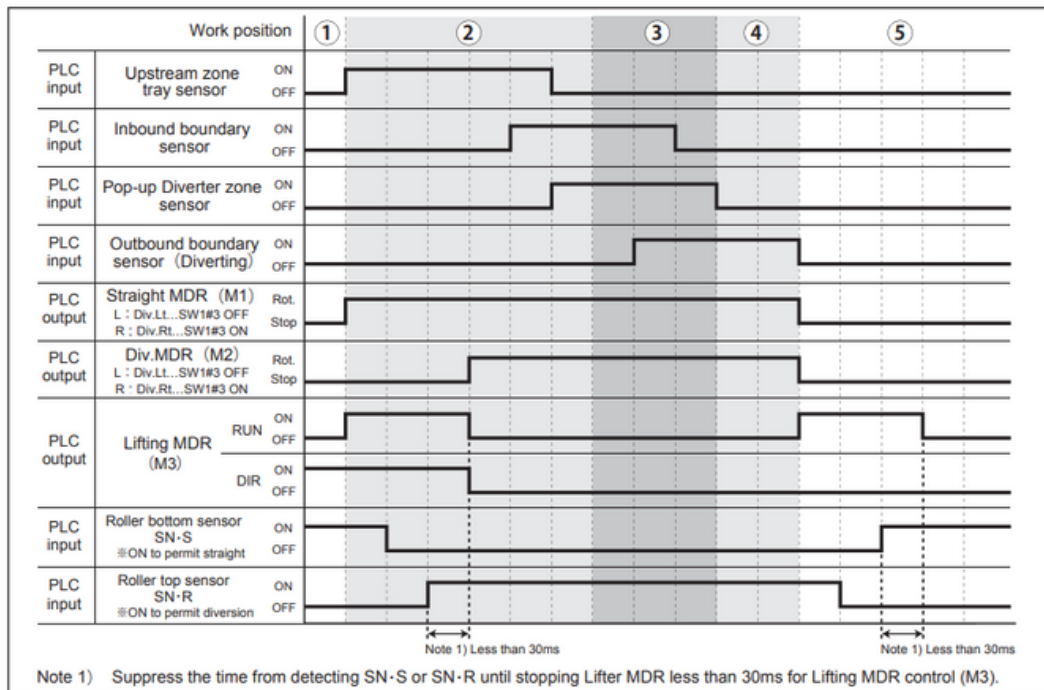 Work position ① ② ③ ④ ⑤
PLC input
Upstream zone tray sensor
ON
OFF
PLC input
Inbound boundary sensor
ON
OFF
PLC input
Pop-up Diverter zone sensor
ON
OFF
PLC input
Outbound boundary sensor (Diverting)
ON
OFF
PLC output
Straight MDR (M1)
L : Div.Lt...SW1#3 OFF
R : Div.Rt...SW1#3 ON
Rot.
Stop
PLC output
Div.MDR (M2)
L : Div.Lt...SW1#3 OFF
R : Div.Rt...SW1#3 ON
Rot.
Stop
PLC output
Lifting MDR (M3)
RUN
ON
OFF
DIR
ON
OFF
PLC input
Roller bottom sensor
SN·S
※ON to permit straight
ON
OFF
PLC input
Roller top sensor
SN·R
※ON to permit diversion
ON
OFF
Note 1) Less than 30ms
Note 1) Less than 30ms
Note 1) Suppress the time from detecting SN·S or SN·R until stopping Lifter MDR less than 30ms for Lifting MDR control (M3).